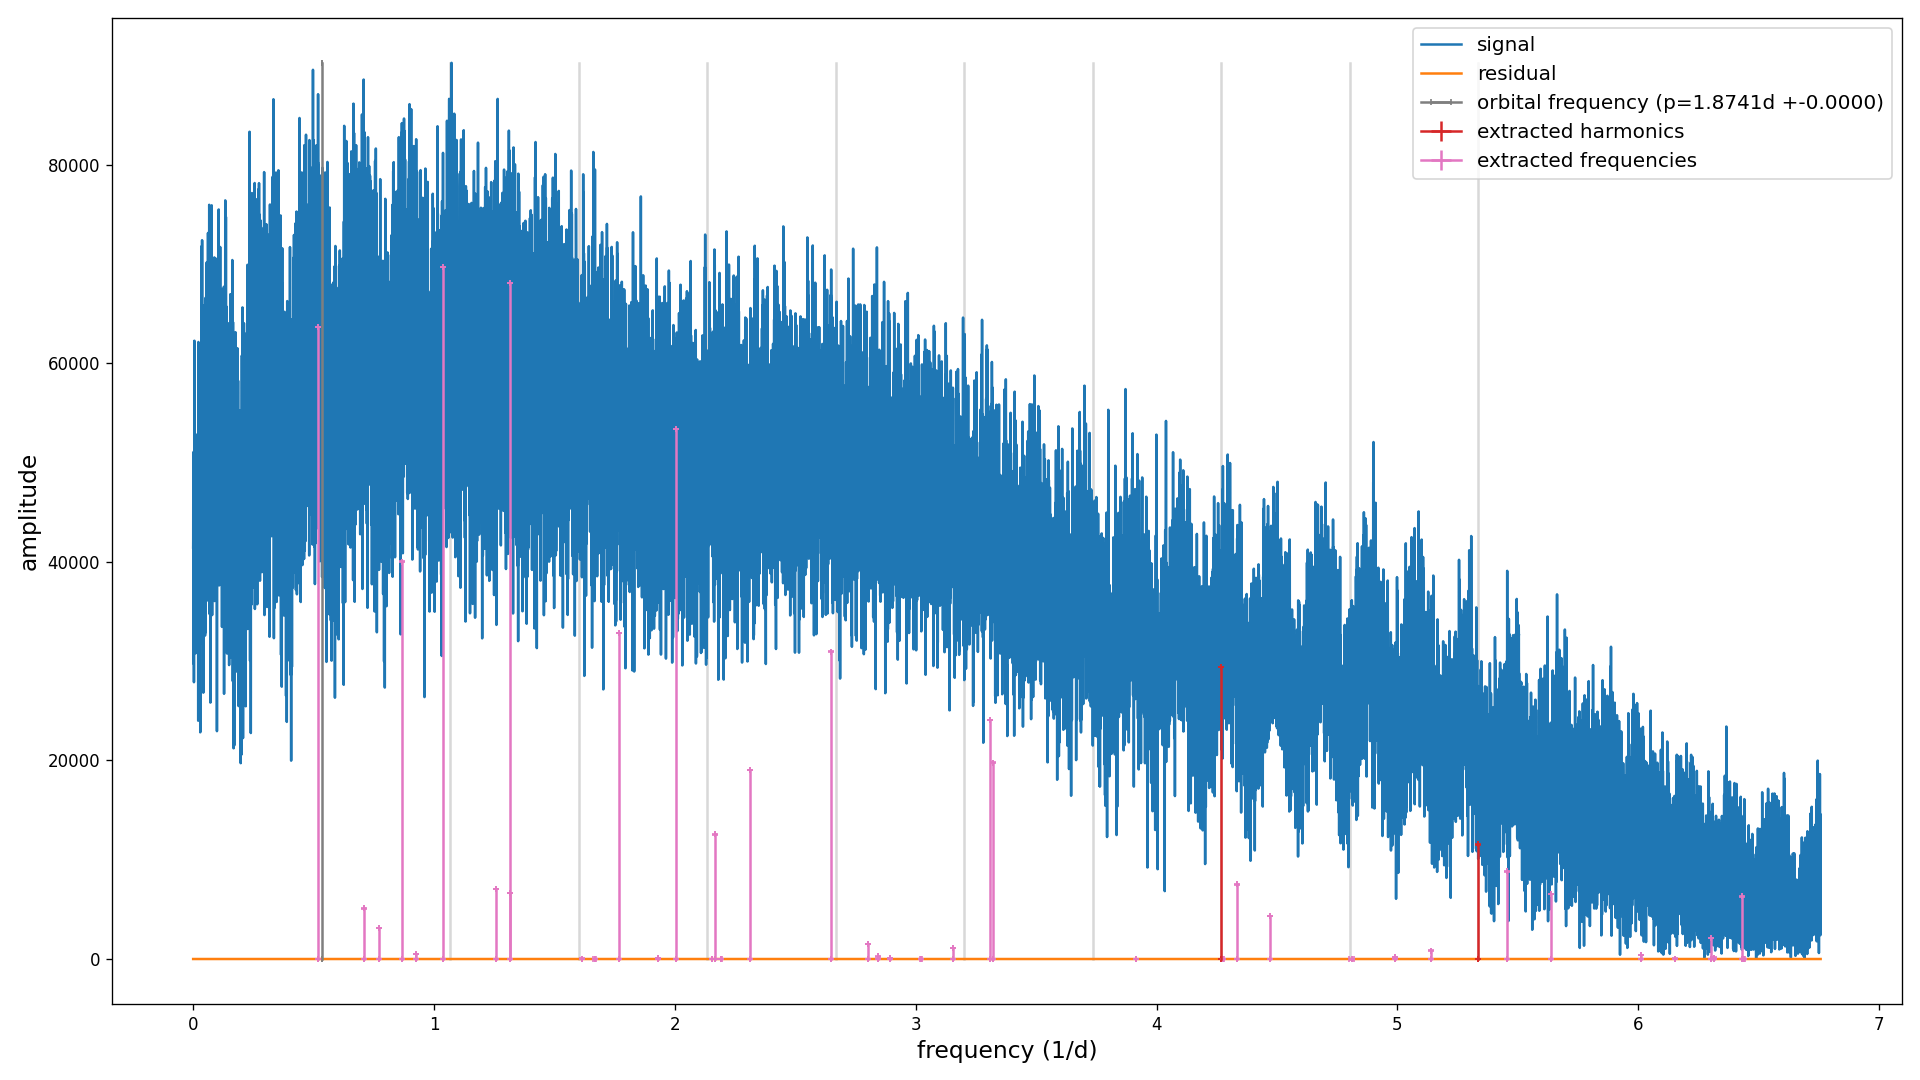 signal
residual
orbital frequency (p=1.8741d +-0.0000)
extracted harmonics
extracted frequencies
amplitude
80000
60000
40000
20000
0
0 1 2 3 4 5 6 7
frequency (1/d)